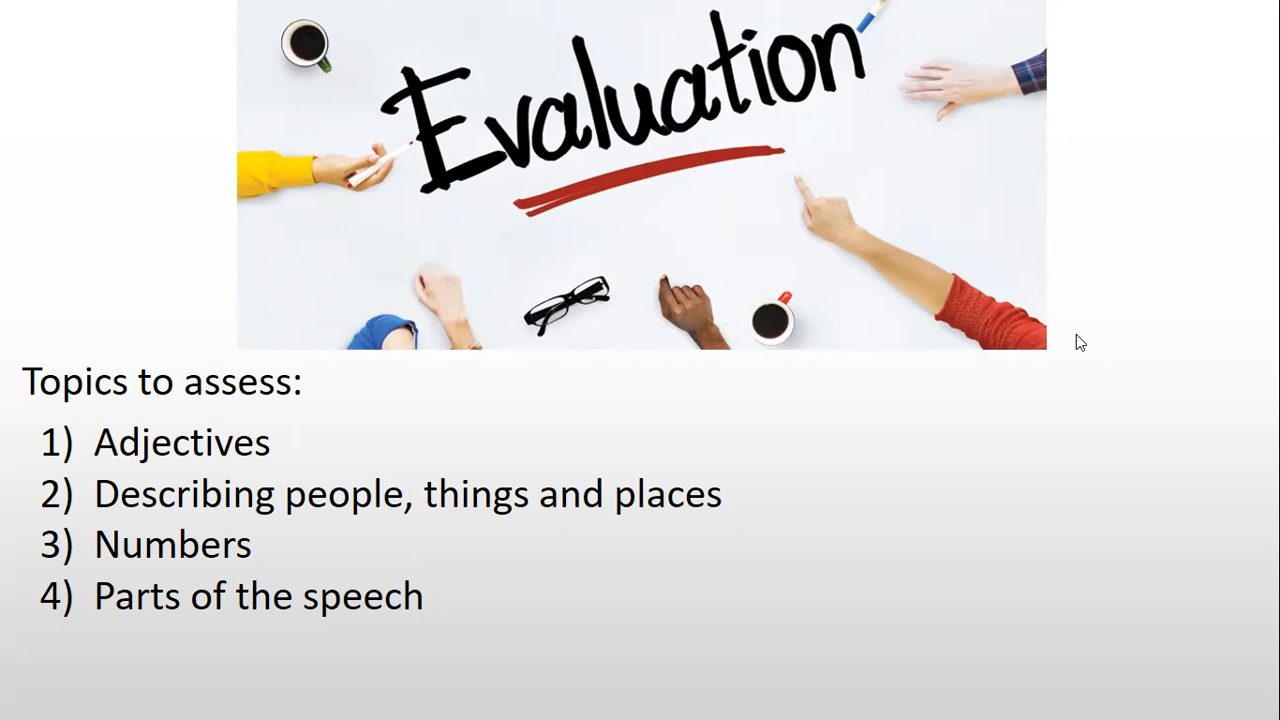 Evaluation
Topics to assess:
1) Adjectives
2) Describing people, things and places
3) Numbers
4) Parts of the speech